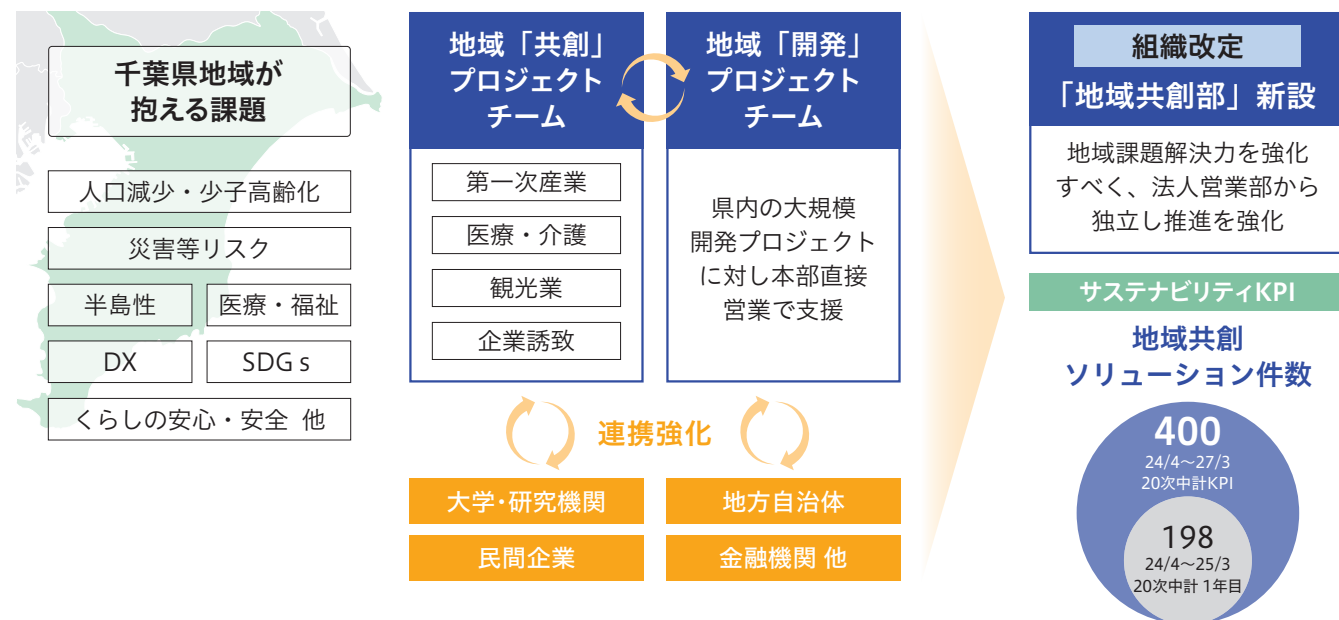 千葉県地域が
抱える課題
人口減少・少子高齢化
災害等リスク
半島性
医療・福祉
DX
SDGｓ
くらしの安心・安全 他
地域「共創」
プロジェクト
チーム
第一次産業
医療・介護
観光業
企業誘致
地域「開発」
プロジェクト
チーム
県内の大規模
開発プロジェクト
に対し本部直接
営業で支援
連携強化
大学・研究機関
地方自治体
民間企業
金融機関 他
組織改定
「地域共創部」新設
地域課題解決力を強化
すべく、法人営業部から
独立し推進を強化
サステナビリティKPI
地域共創
ソリューション件数
400
24/4～27/3
20次中計KPI
198
24/4～25/3
20次中計 1年目